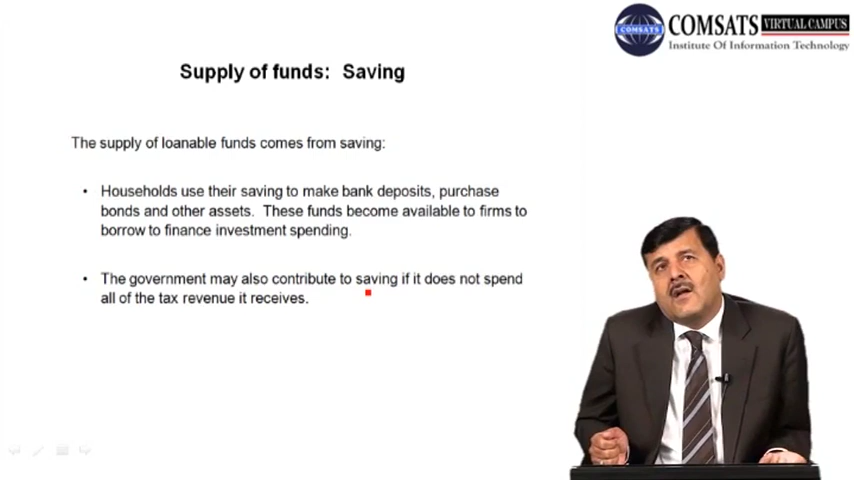 COMSATS VIRTUAL CAMPUS
Institute Of Information Technology
COMSATS
Supply of funds: Saving
The supply of loanable funds comes from saving:
• Households use their saving to make bank deposits, purchase
bonds and other assets. These funds become available to firms to
borrow to finance investment spending.
• The government may also contribute to saving if it does not spend
all of the tax revenue it receives.